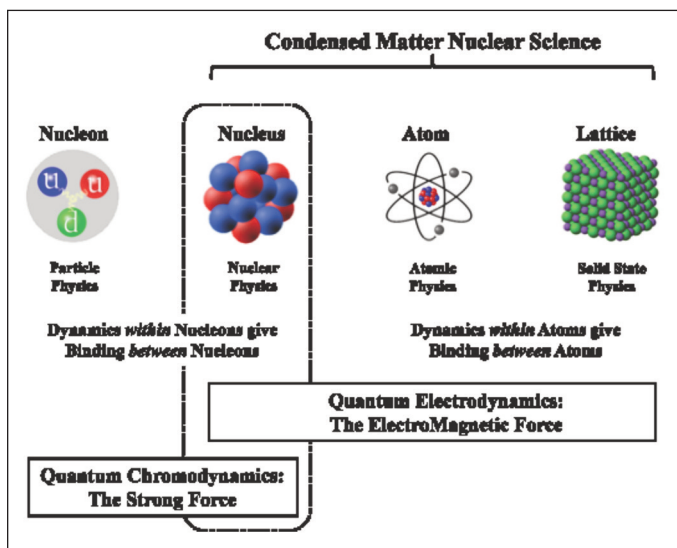 Condensed Matter Nuclear Science
Nucleon
Nucleus
Atom
Lattice
u
u
d
Particle
Physics
Nuclear
Physics
Atomic
Physics
Solid State
Physics
Dynamics within Nucleons give
Binding between Nucleons
Dynamics within Atoms give
Binding between Atoms
Quantum Electrodynamics:
The ElectroMagnetic Force
Quantum Chromodynamics:
The Strong Force